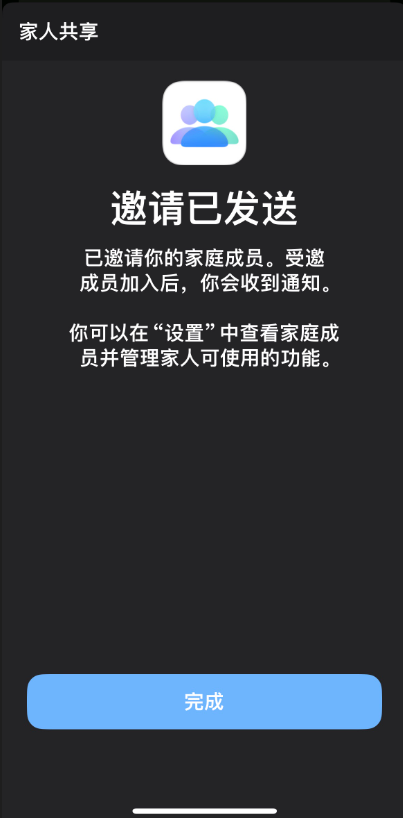 家人共享
邀请已发送
已邀请你的家庭成员。受邀
成员加入后，你会收到通知。
你可以在“设置”中查看家庭成
员并管理家人可使用的功能。
完成